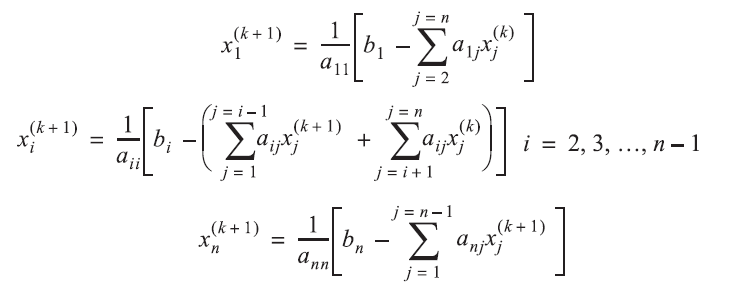 x_1^{(k+1)} = \frac{1}{a_{11}} \left[ b_1 - \sum_{j=2}^{j=n} a_{1j} x_j^{(k)} \right]
x_i^{(k+1)} = \frac{1}{a_{ii}} \left[ b_i - \left( \sum_{j=1}^{j=i-1} a_{ij} x_j^{(k+1)} + \sum_{j=i+1}^{j=n} a_{ij} x_j^{(k)} \right) \right] i = 2, 3, ..., n-1
x_n^{(k+1)} = \frac{1}{a_{nn}} \left[ b_n - \sum_{j=1}^{j=n-1} a_{nj} x_j^{(k+1)} \right]